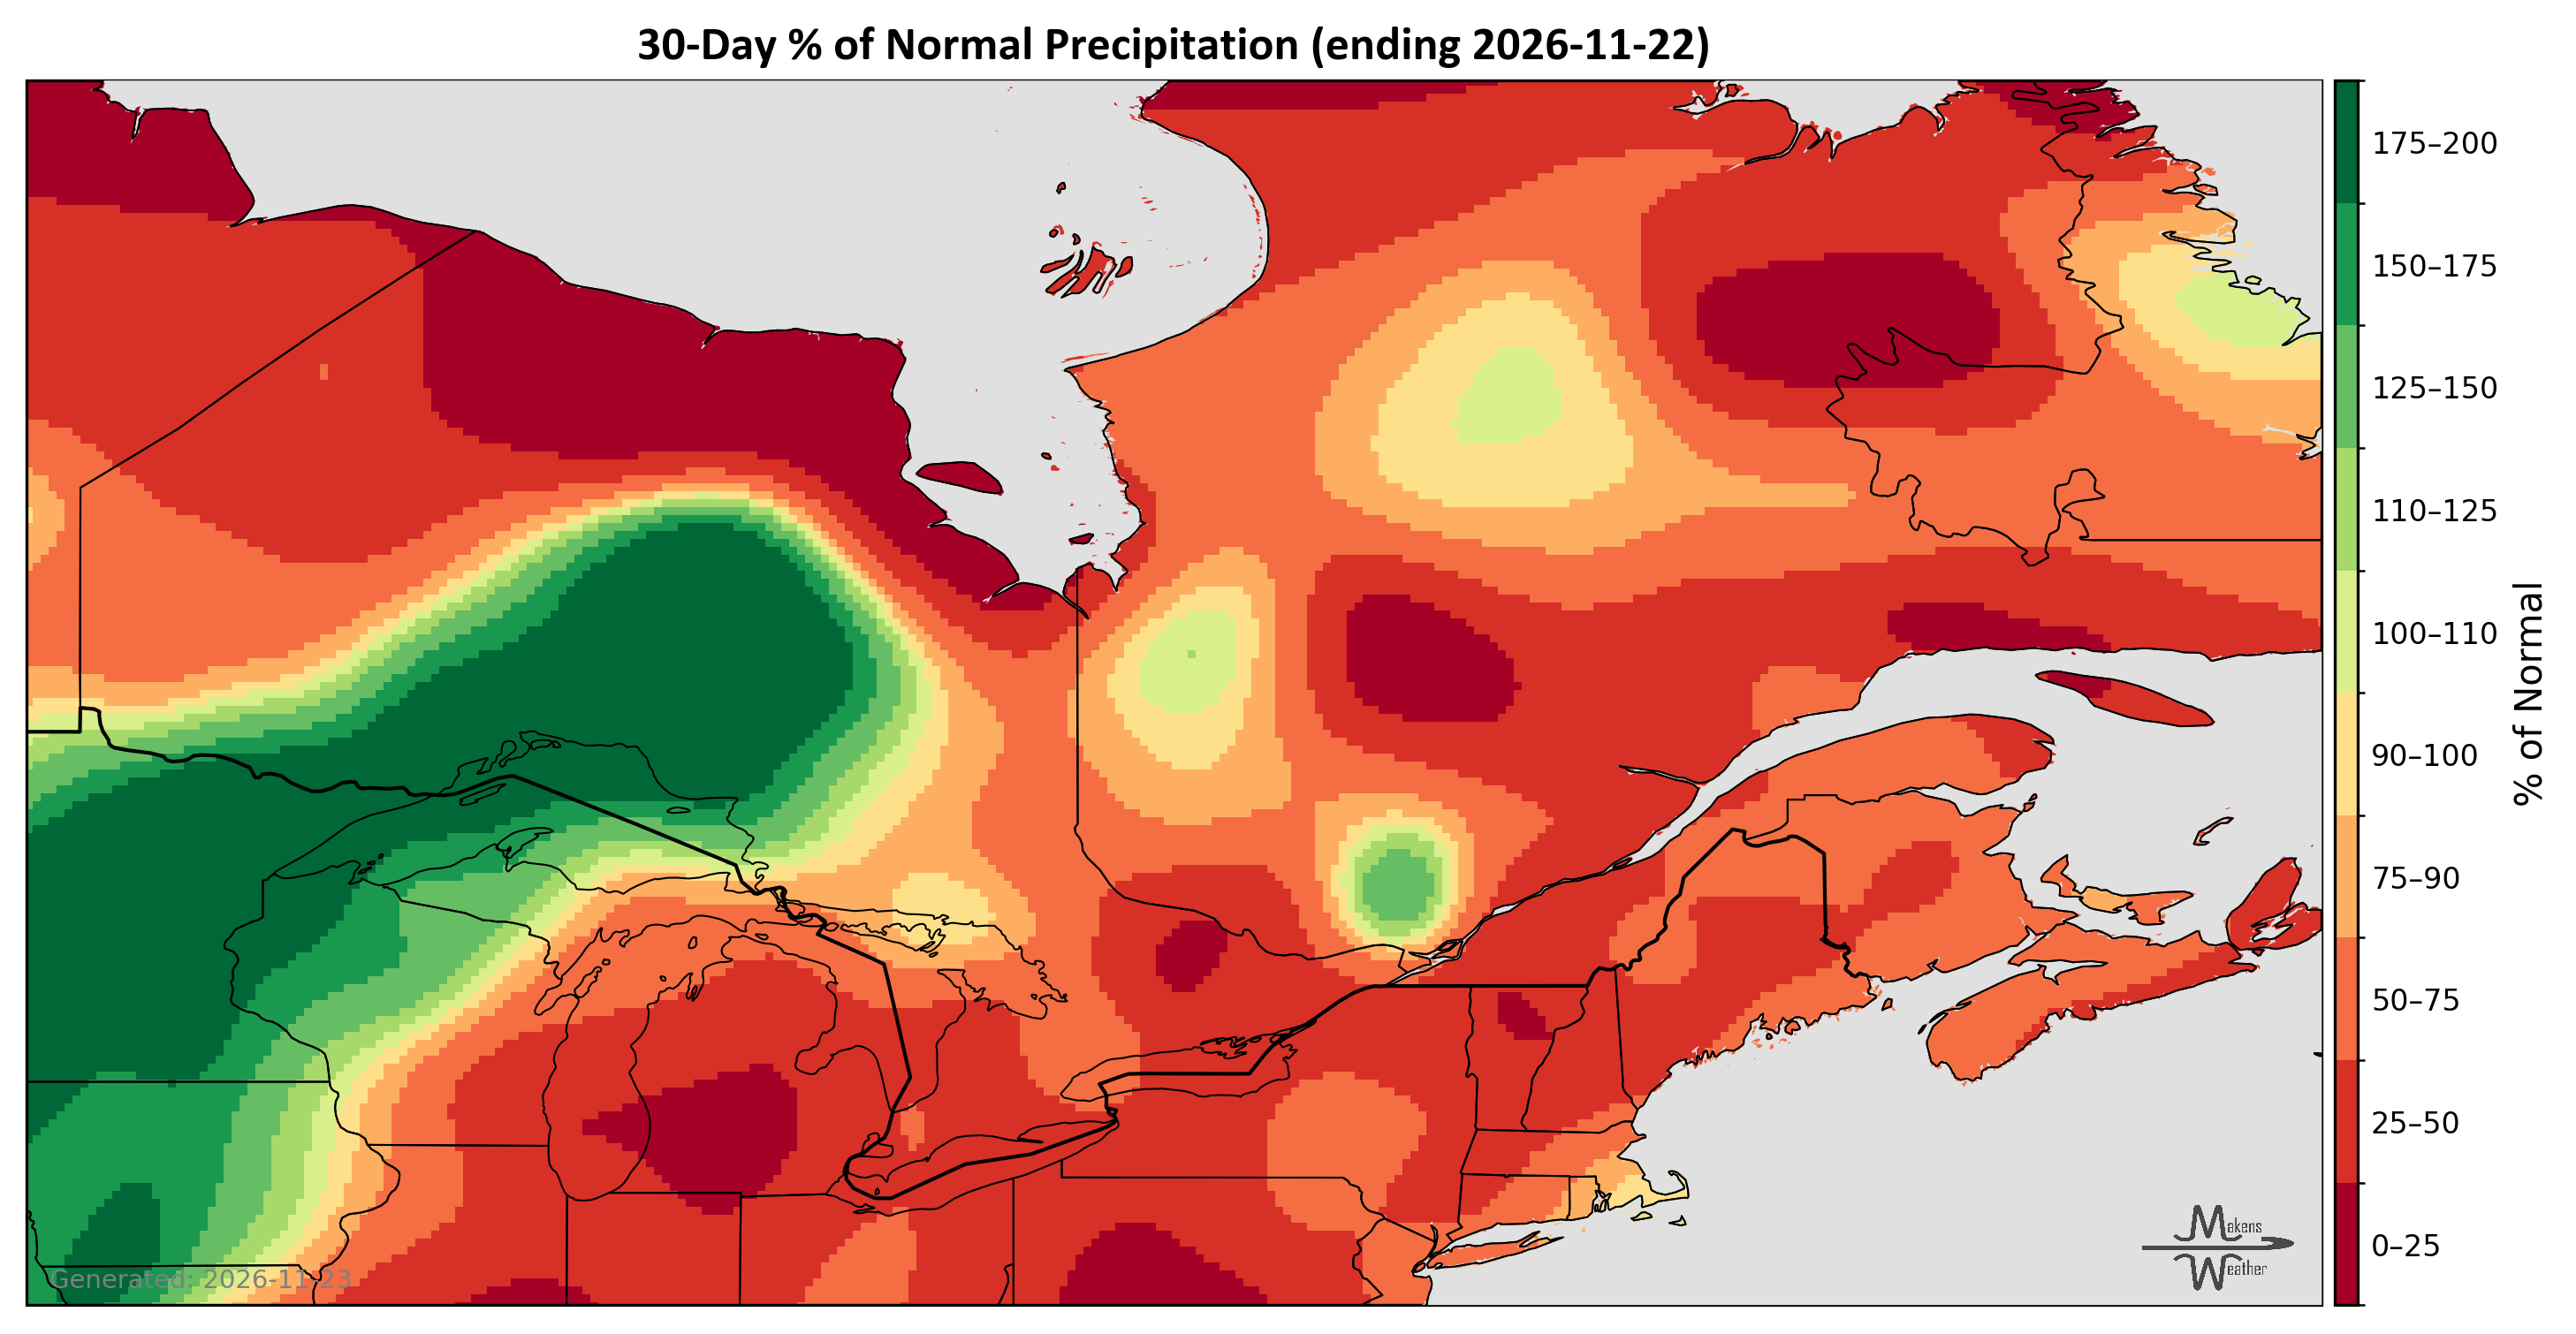 30-Day % of Normal Precipitation (ending 2026-11-22)
175–200
150–175
125–150
110–125
100–110
90–100
75–90
50–75
25–50
0–25
% of Normal
Generated: 2026-11-23
Makens
Weather